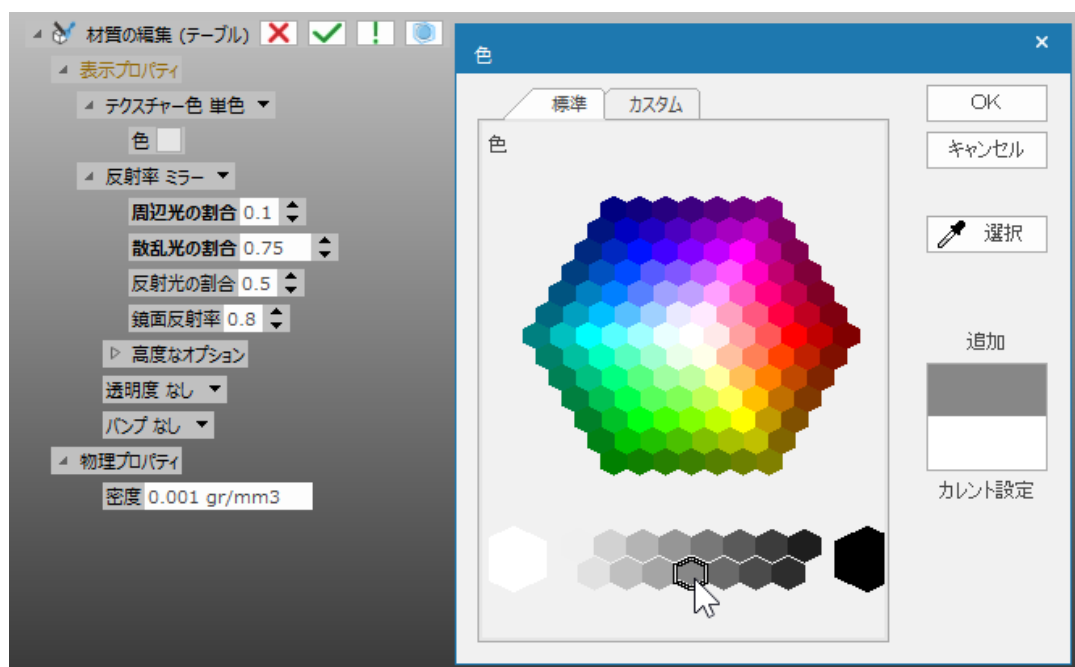 材質の編集 (テーブル)
表示プロパティ
テクスチャー色 単色
色
反射率 ミラー
周辺光の割合 0.1
散乱光の割合 0.75
反射光の割合 0.5
鏡面反射率 0.8
高度なオプション
透明度 なし
バンプ なし
物理プロパティ
密度 0.001 gr/mm3
色
標準 カスタム
色
OK
キャンセル
選択
追加
カレント設定